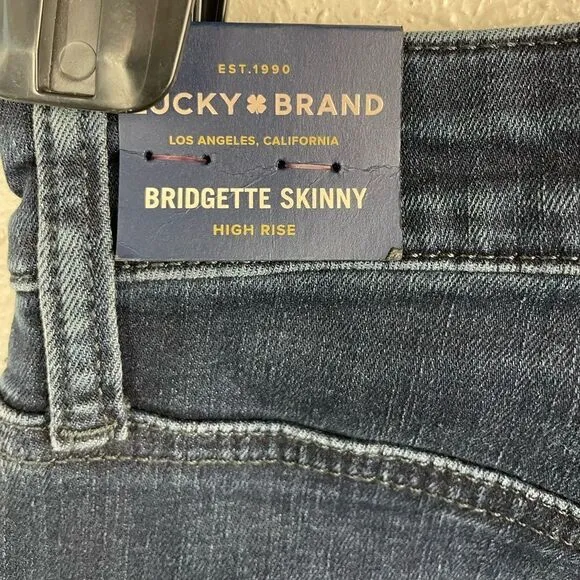 EST.1990
LUCKY BRAND
LOS ANGELES, CALIFORNIA
BRIDGETTE SKINNY
HIGH RISE